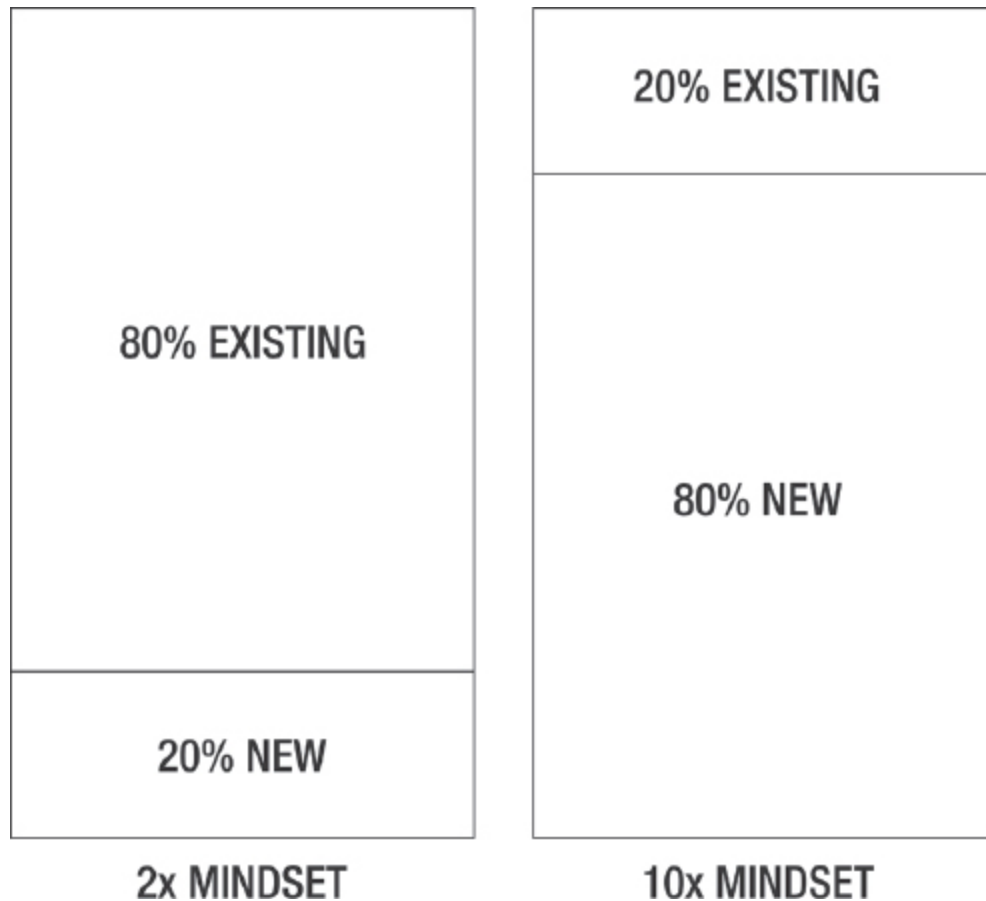 80% EXISTING
20% NEW
2x MINDSET
20% EXISTING
80% NEW
10x MINDSET